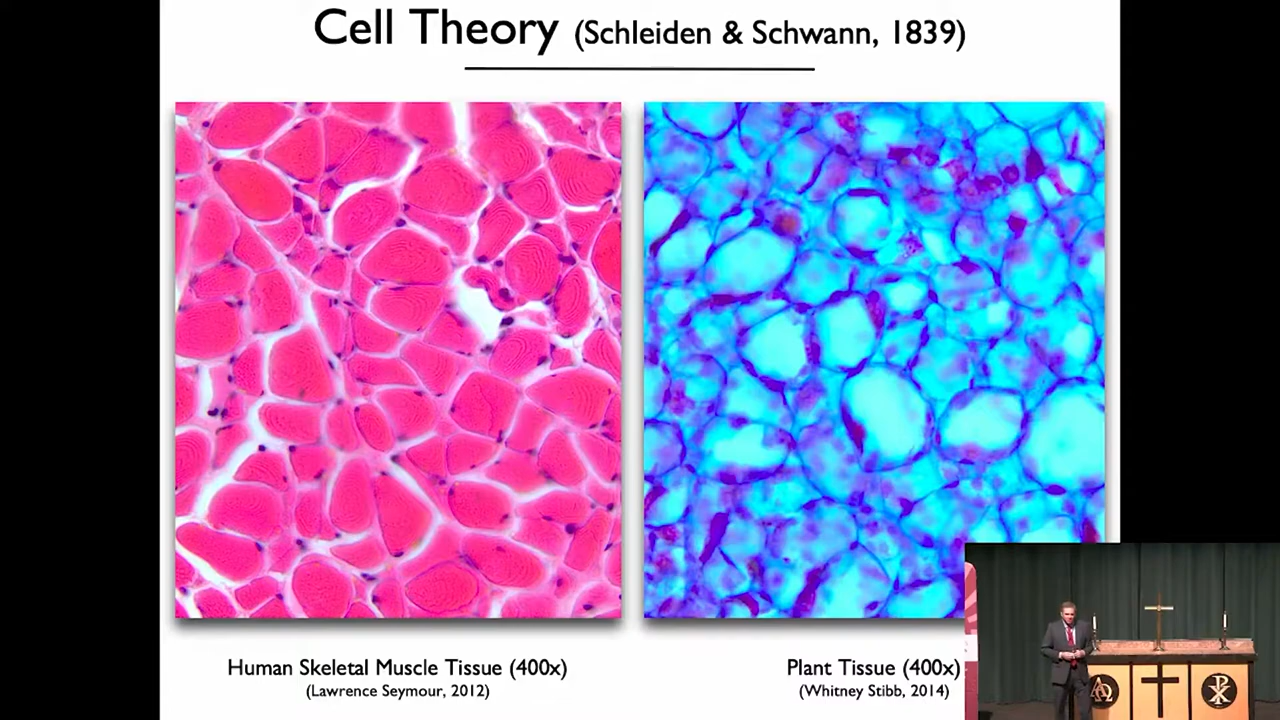 Cell Theory (Schleiden & Schwann, 1839)
Human Skeletal Muscle Tissue (400x)
(Lawrence Seymour, 2012)
Plant Tissue (400x)
(Whitney Stibb, 2014)